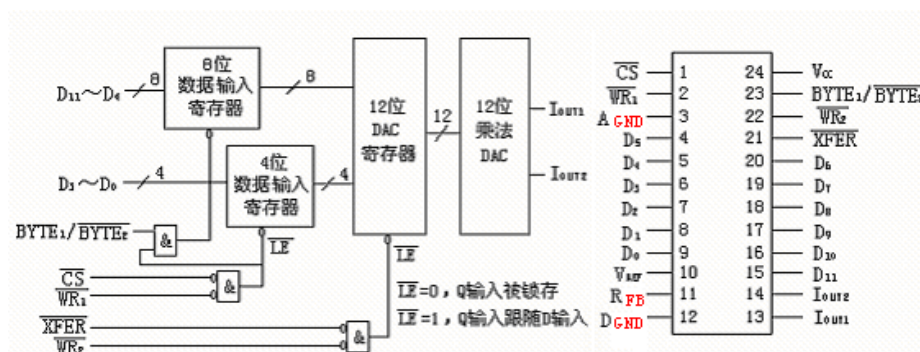 D₁₁～D₄
8
8位
数据输入
寄存器
8
D₃～D₀
4
4位
数据输入
寄存器
4
12位
DAC
寄存器
12
12位
乘法
DAC
Iout1
Iout2
BYTE₁/BYTE₂
&
LE
CS
WR₁
&
XFER
WR₂
&
LE
LE=0，Q输入被锁存
LE=1，Q输入跟随D输入
CS 1 24 Vcc
WR₁ 2 23 BYTE₁/BYTE₂
AGND 3 22 WR₂
D₅ 4 21 XFER
D₄ 5 20 D₆
D₃ 6 19 D₇
D₂ 7 18 D₈
D₁ 8 17 D₉
D₀ 9 16 D₁₀
VREF 10 15 D₁₁
RFB 11 14 Iout2
DGND 12 13 Iout1